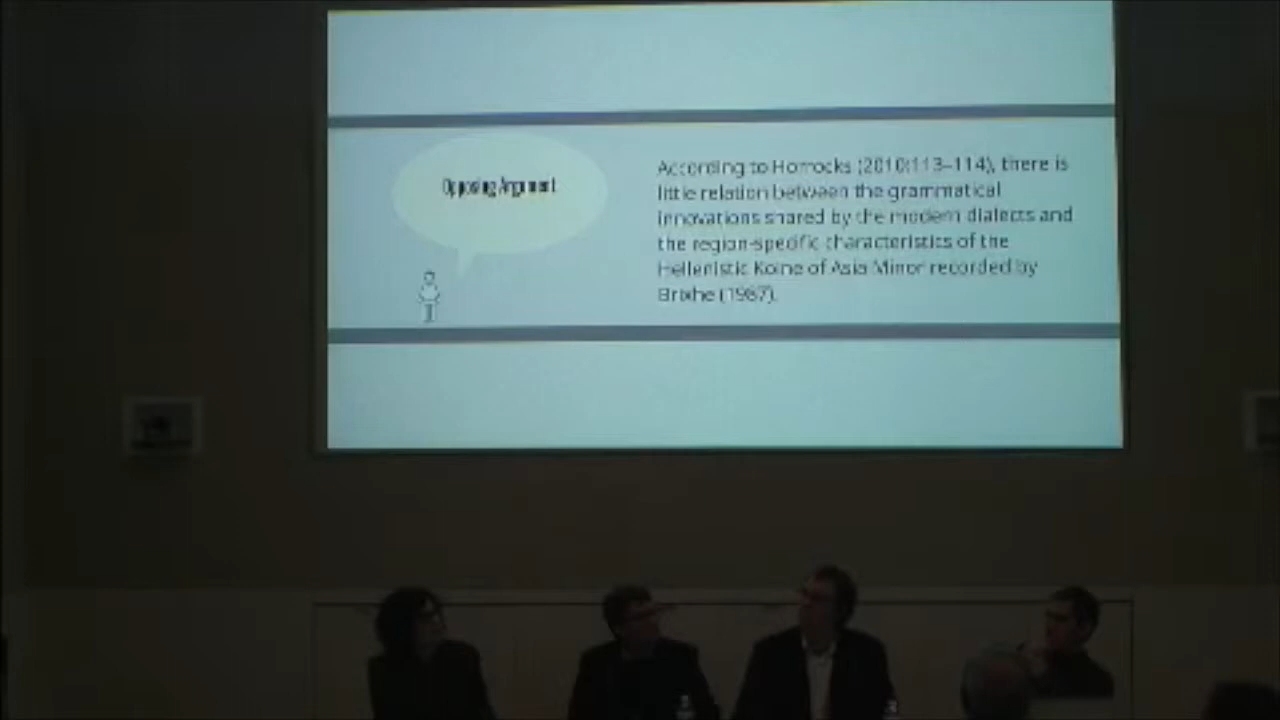 Opposing Argument
According to Horrocks (2010:113–114), there is
little relation between the grammatical
innovations shared by the modern dialects and
the region-specific characteristics of the
Hellenistic Koine of Asia Minor recorded by
Brixhe (1987).